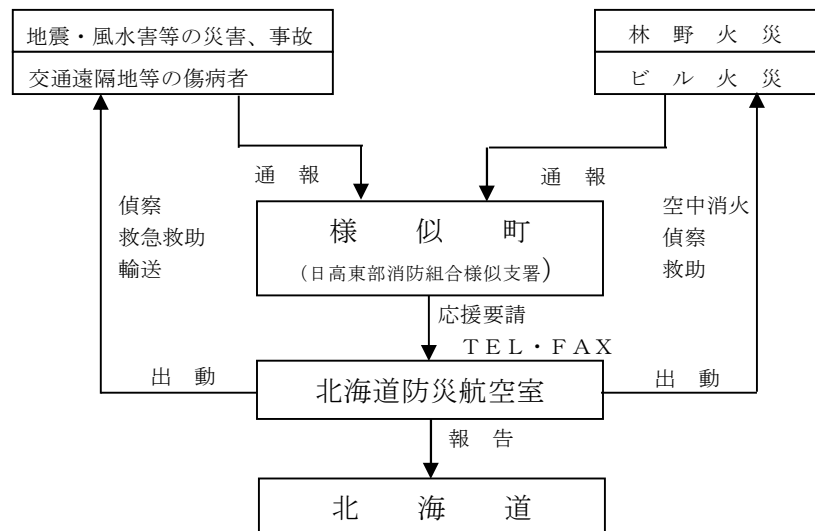 地震・風水害等の災害、事故
交通遠隔地等の傷病者
林 野 火 災
ビ ル 火 災
通 報
通 報
偵察
救急救助
輸送
空中消火
偵察
救助
様 似 町
(日高東部消防組合様似支署)
応援要請
TEL・FAX
出 動
北海道防災航空室
出 動
報 告
北 海 道